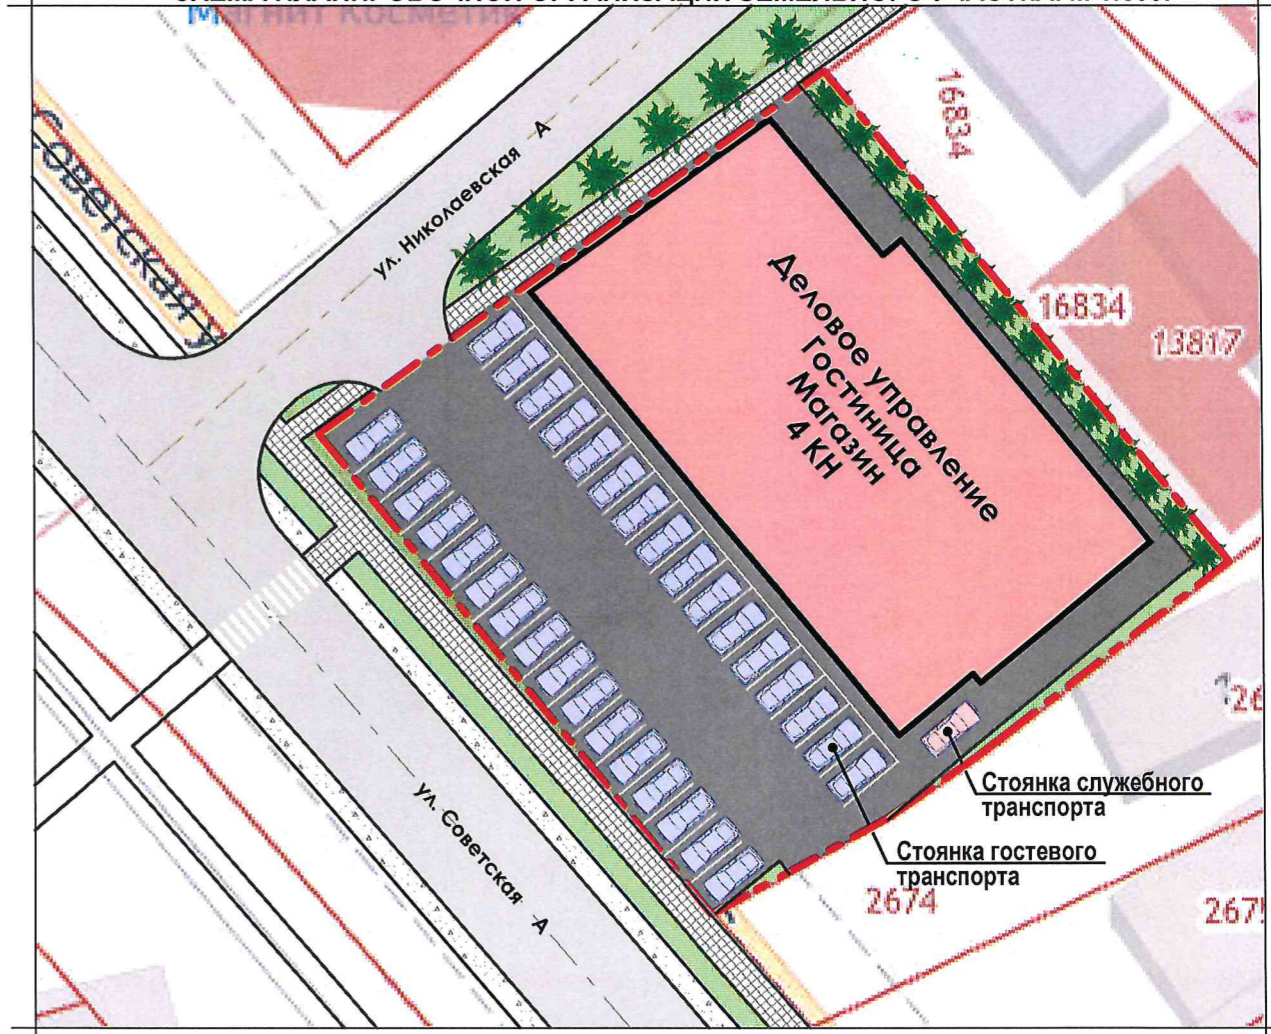 Магнит Косметик
Советская
ул. Николаевская А
16834
16834
13817
Деловое управление
Гостиница
Магазин
4 КН
Стоянка служебного
транспорта
Стоянка гостевого
транспорта
ул. Советская А
2674